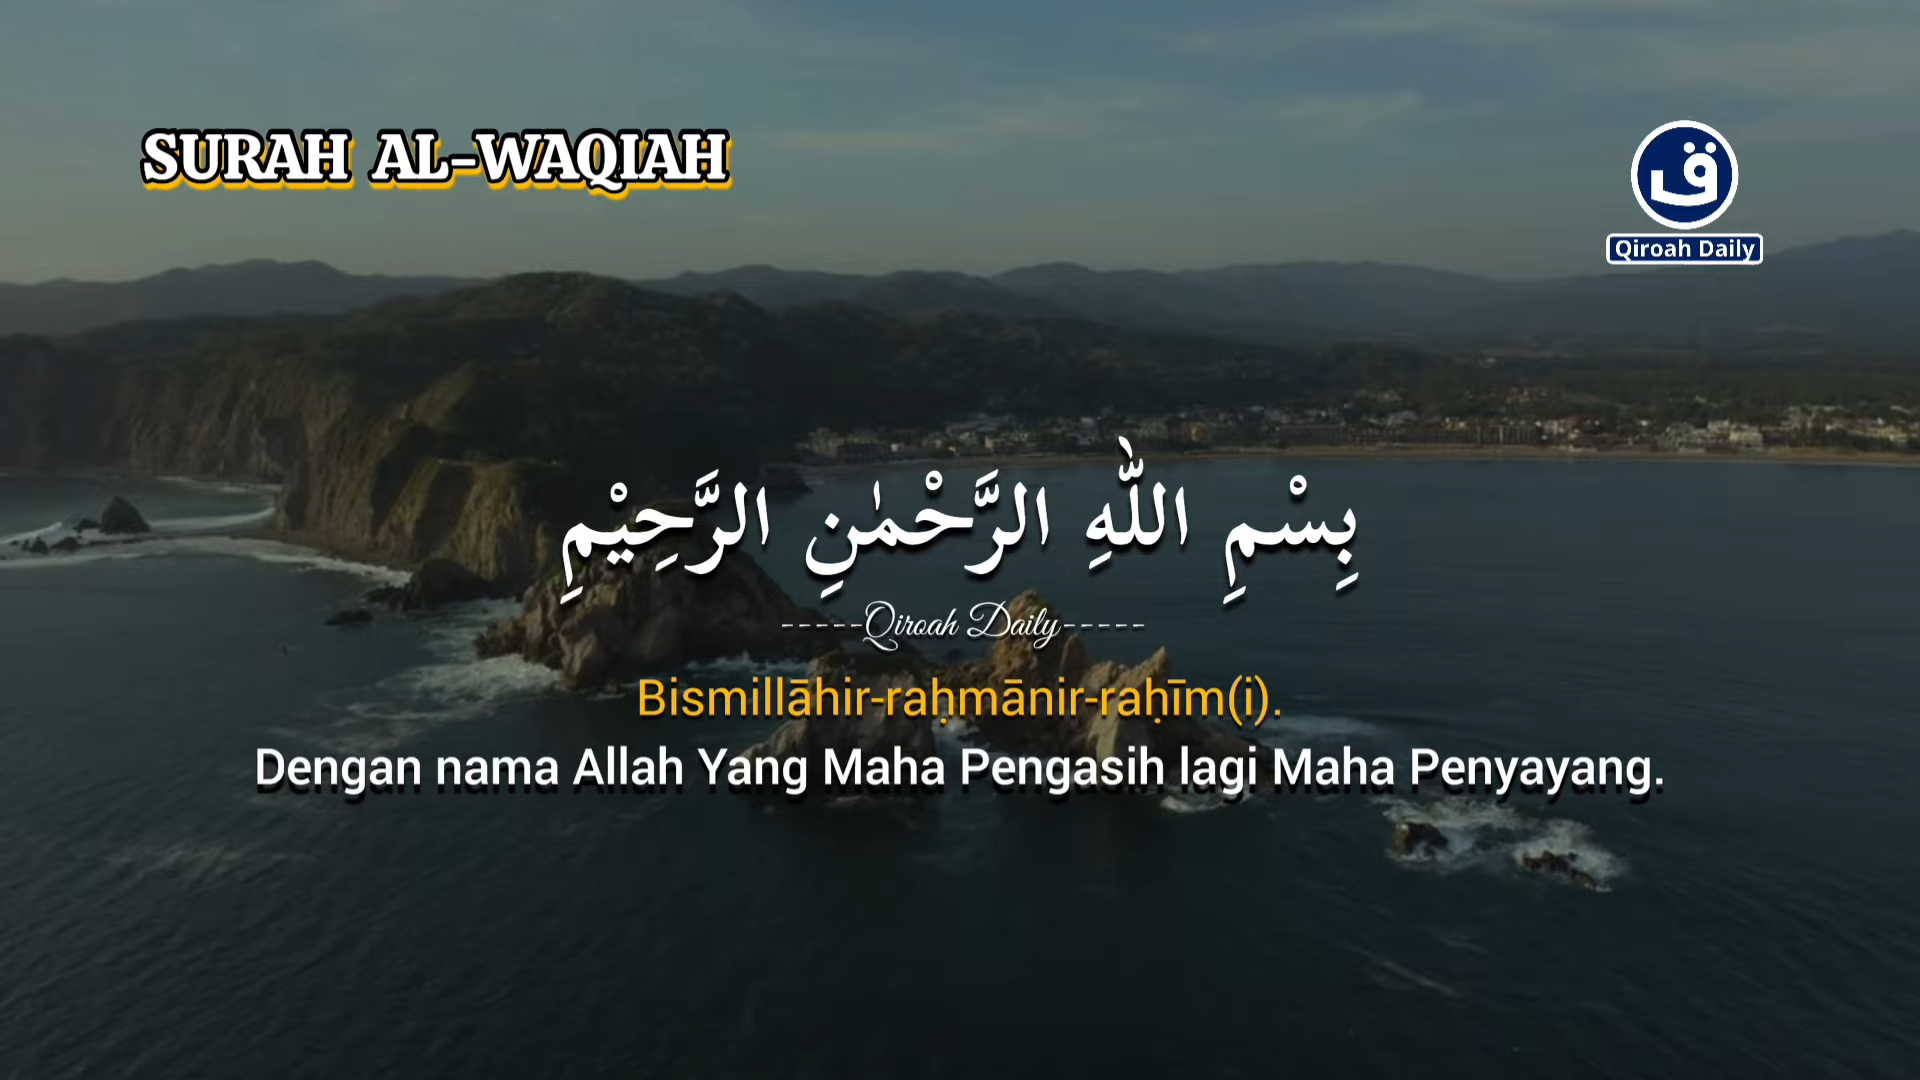 SURAH AL-WAQIAH
ق
Qiroah Daily
بِسْمِ اللّٰهِ الرَّحْمٰنِ الرَّحِيْمِ
-----Qiroah Daily-----
Bismillāhir-raḥmānir-raḥīm(i).
Dengan nama Allah Yang Maha Pengasih lagi Maha Penyayang.